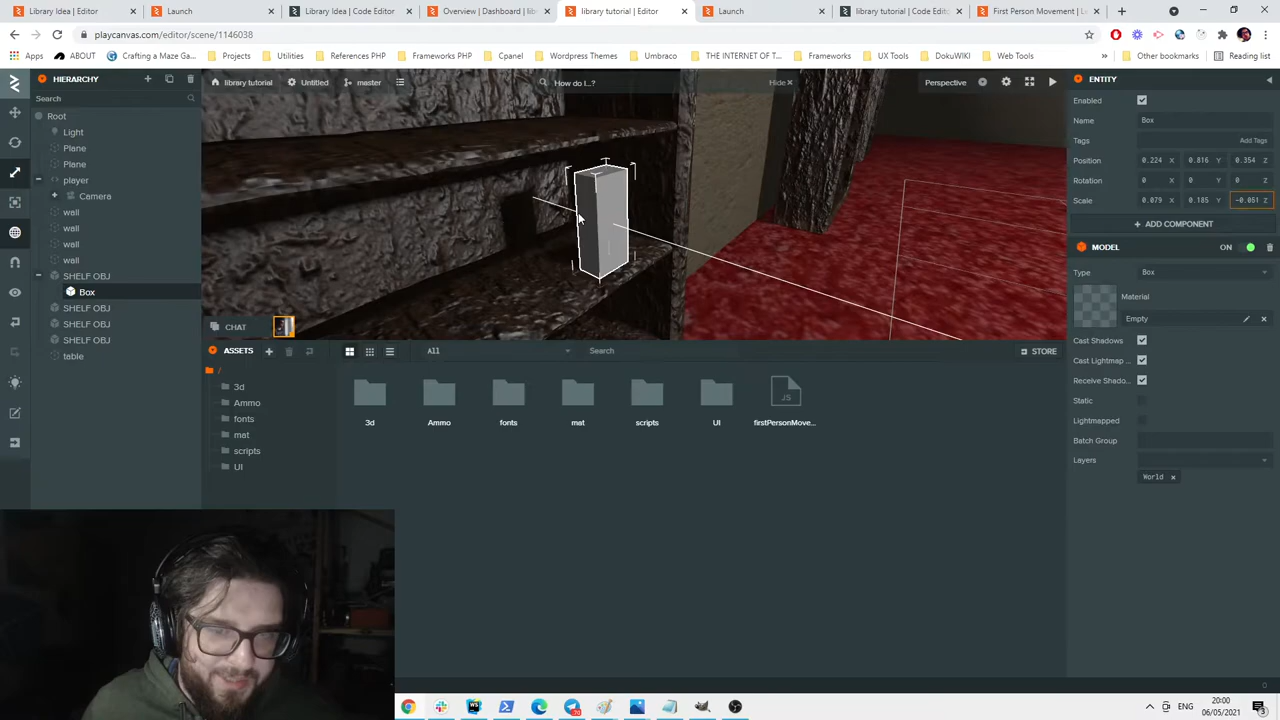 Library Idea | Editor
Launch
Library Idea | Code Editor
Overview | Dashboard | lib
library tutorial | Editor
Launch
library tutorial | Code Edit
First Person Movement | Le
playcanvas.com/editor/scene/1146038
Apps
ABOUT
Crafting a Maze Ga...
Projects
Utilities
References PHP
Frameworks PHP
Cpanel
Wordpress Themes
Umbraco
THE INTERNET OF T...
Frameworks
UX Tools
DokuWIKI
Web Tools
Other bookmarks
Reading list
HIERARCHY
Search
Root
Light
Plane
Plane
player
Camera
wall
wall
wall
wall
SHELF OBJ
Box
SHELF OBJ
SHELF OBJ
SHELF OBJ
table
library tutorial
Untitled
master
How do I...?
Hide
Perspective
CHAT
ASSETS
All
Search
STORE
/
3d
Ammo
fonts
mat
scripts
UI
3d
Ammo
fonts
mat
scripts
UI
JS
firstPersonMove...
ENTITY
Enabled
Name Box
Tags Add Tags
Position 0.224 X 0.816 Y 0.354 Z
Rotation 0 X 0 Y 0 Z
Scale 0.079 X 0.185 Y -0.051 Z
ADD COMPONENT
MODEL ON
Type Box
Material
Empty
Cast Shadows
Cast Lightmap ...
Receive Shado...
Static
Lightmapped
Batch Group
Layers
World
0
70
ENG
20:00
06/05/2021